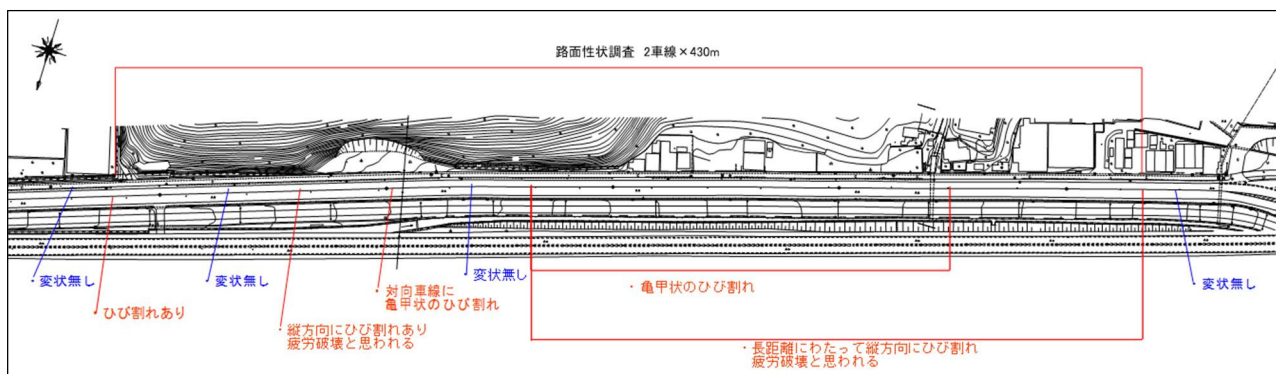 路面性状調査 2車線×430m
・変状無し
・ひび割れあり
・変状無し
・縦方向にひび割れあり
疲労破壊と思われる
・対向車線に
亀甲状のひび割れ
・変状無し
・亀甲状のひび割れ
・長距離にわたって縦方向にひび割れ
疲労破壊と思われる
・変状無し